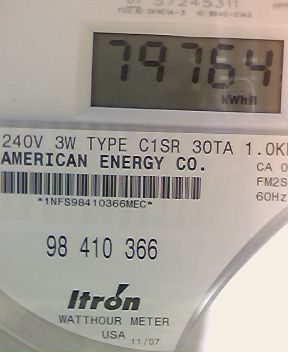 79764
kWh
240V 3W TYPE C1SR 30TA 1.0
AMERICAN ENERGY CO.
CA
FM2S
60Hz
*1NFS98410366MEC*
98 410 366
Itron
WATTHOUR METER
USA 11/07